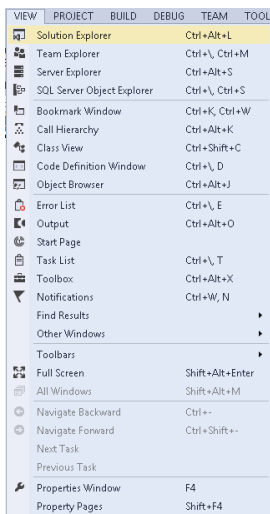 VIEW PROJECT BUILD DEBUG TEAM TOOL
Solution Explorer Ctrl+Alt+L
Team Explorer Ctrl+\, Ctrl+M
Server Explorer Ctrl+Alt+S
SQL Server Object Explorer Ctrl+\, Ctrl+S
Bookmark Window Ctrl+K, Ctrl+W
Call Hierarchy Ctrl+Alt+K
Class View Ctrl+Shift+C
Code Definition Window Ctrl+\, D
Object Browser Ctrl+Alt+J
Error List Ctrl+\, E
Output Ctrl+Alt+O
Start Page
Task List Ctrl+\, T
Toolbox Ctrl+Alt+X
Notifications Ctrl+W, N
Find Results
Other Windows
Toolbars
Full Screen Shift+Alt+Enter
All Windows Shift+Alt+M
Navigate Backward Ctrl+-
Navigate Forward Ctrl+Shift+-
Next Task
Previous Task
Properties Window F4
Property Pages Shift+F4